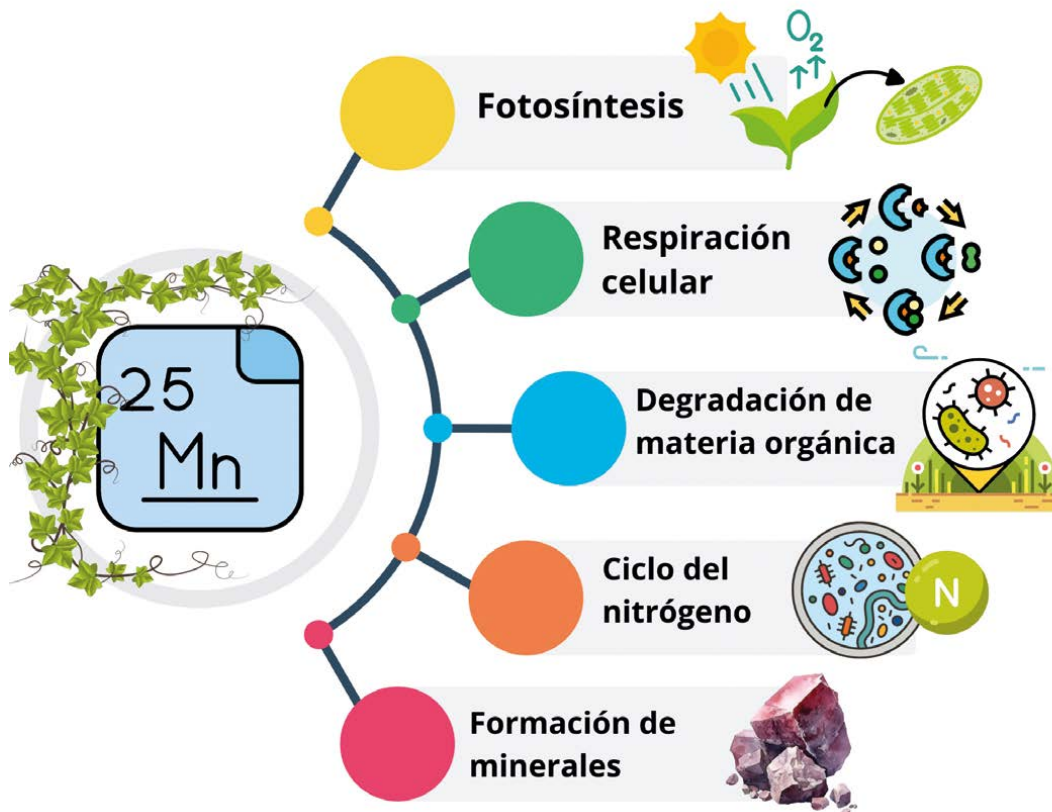 O2
Fotosíntesis
Respiración
celular
25
Mn
Degradación de
materia orgánica
Ciclo del
nitrógeno
N
Formación de
minerales